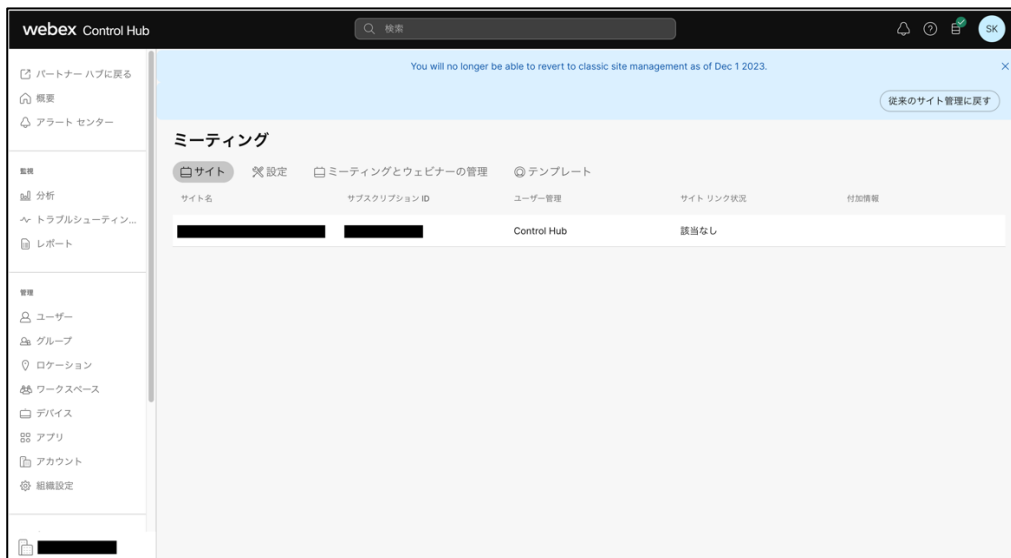 webex Control Hub
検索
SK
パートナー ハブに戻る
概要
アラート センター
監視
分析
トラブルシューティン...
レポート
管理
ユーザー
グループ
ロケーション
ワークスペース
デバイス
アプリ
アカウント
組織設定
You will no longer be able to revert to classic site management as of Dec 1 2023.
従来のサイト管理に戻す
ミーティング
サイト 設定 ミーティングとウェビナーの管理 テンプレート
サイト名 サブスクリプション ID ユーザー管理 サイト リンク状況 付加情報
Control Hub 該当なし